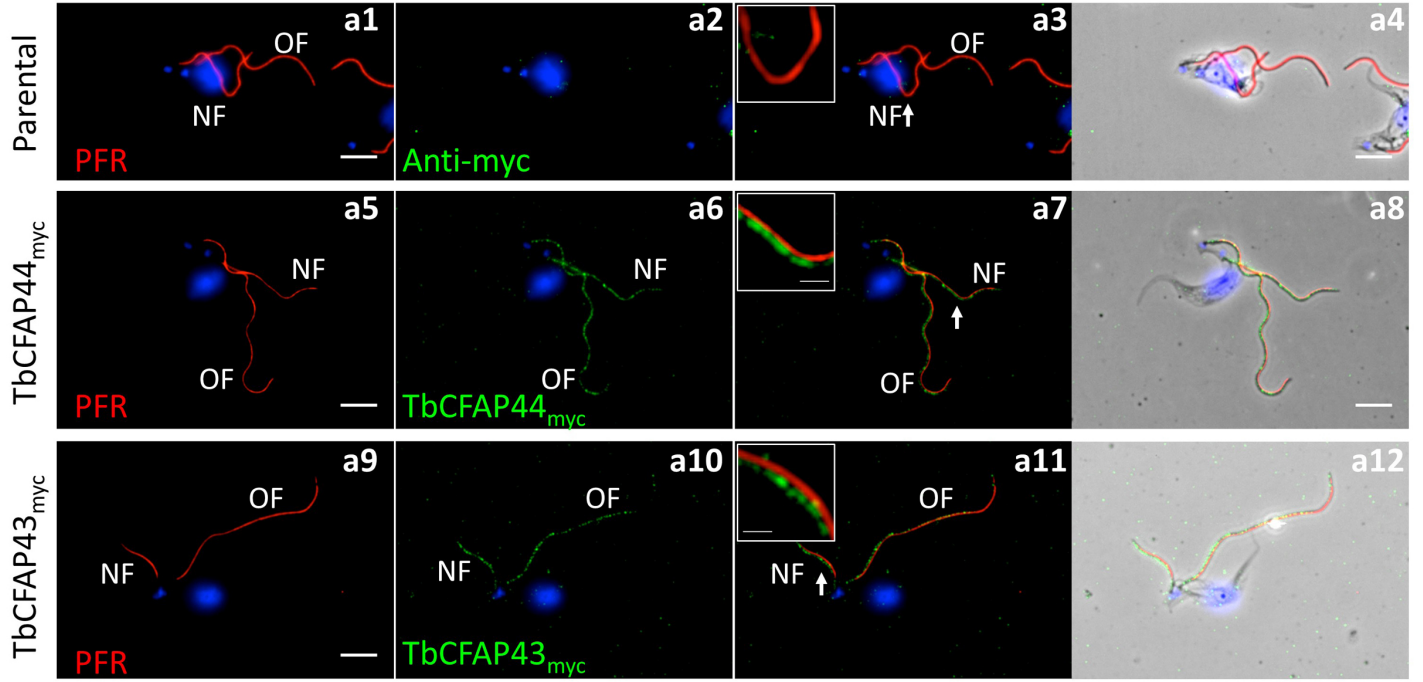 Parental
a1
OF
NF
PFR
a2
Anti-myc
a3
OF
NF
a4
TbCFAP44myc
a5
NF
OF
PFR
a6
NF
OF
TbCFAP44myc
a7
NF
OF
a8
TbCFAP43myc
a9
OF
NF
PFR
a10
OF
NF
TbCFAP43myc
a11
OF
NF
a12